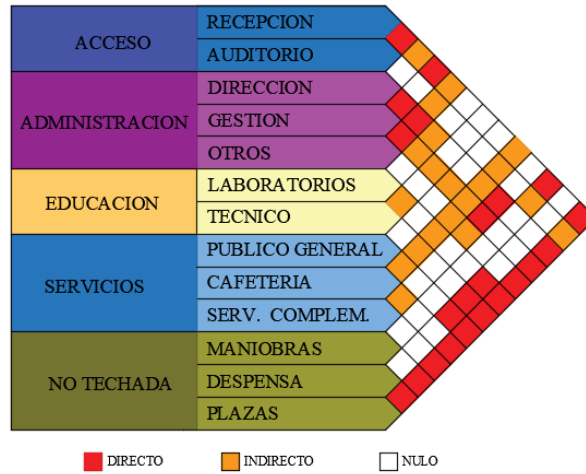 ACCESO
RECEPCION
AUDITORIO
ADMINISTRACION
DIRECCION
GESTION
OTROS
EDUCACION
LABORATORIOS
TECNICO
SERVICIOS
PUBLICO GENERAL
CAFETERIA
SERV. COMPLEM.
NO TECHADA
MANIOBRAS
DESPENSA
PLAZAS
DIRECTO INDIRECTO NULO